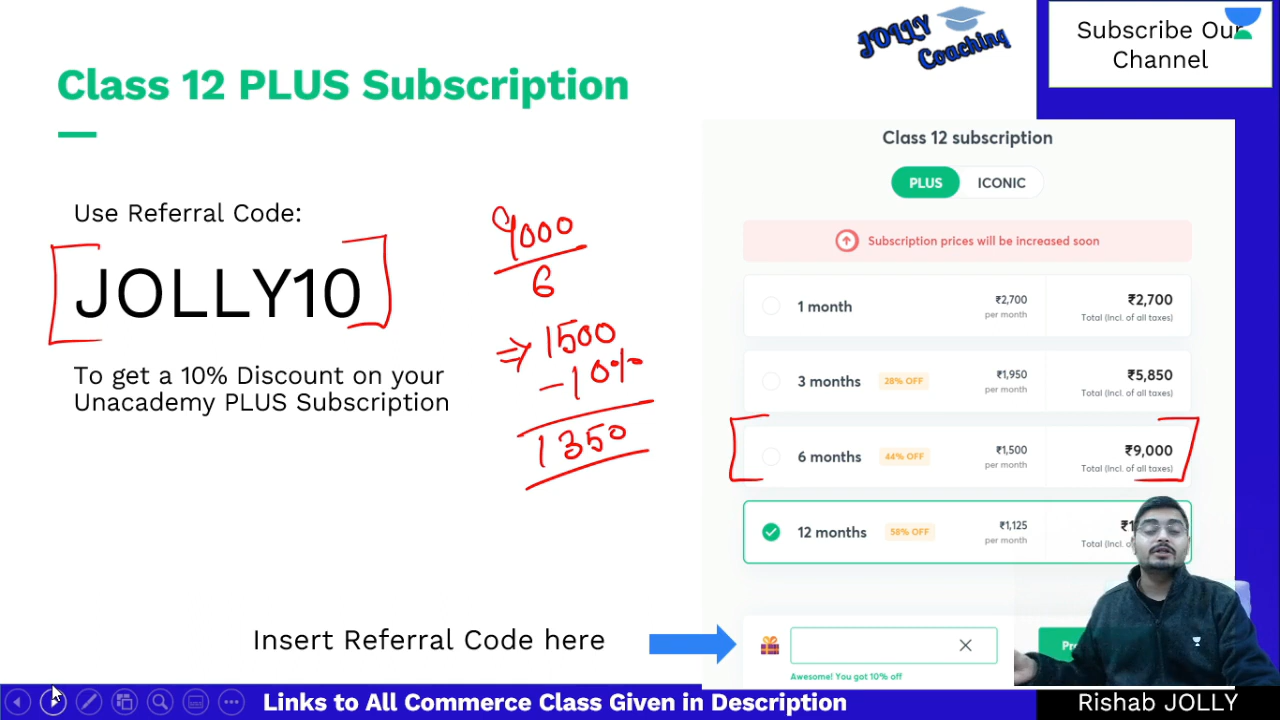 JOLLY
Coaching
Subscribe Our
Channel
Class 12 PLUS Subscription
Use Referral Code:
JOLLY10
To get a 10% Discount on your
Unacademy PLUS Subscription
9000
6
⇒ 1500
-10%
1350
Class 12 subscription
PLUS ICONIC
Subscription prices will be increased soon
1 month ₹2,700 ₹2,700
per month Total (Incl. of all taxes)
3 months 28% OFF ₹1,950 ₹5,850
per month Total (Incl. of all taxes)
6 months 44% OFF ₹1,500 ₹9,000
per month Total (Incl. of all taxes)
12 months 58% OFF ₹1,125
per month Total (Incl.
Insert Referral Code here
Awesome! You got 10% off
Links to All Commerce Class Given in Description
Rishab JOLLY